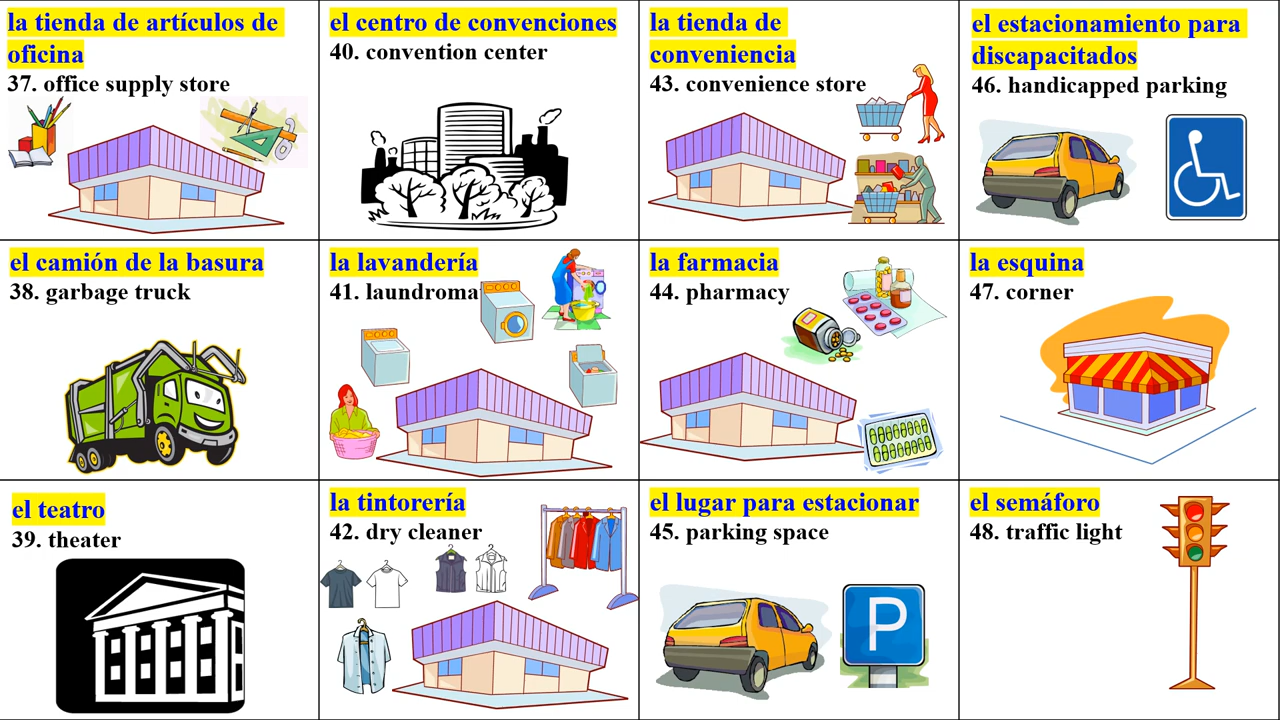 la tienda de artículos de
oficina
37. office supply store
el centro de convenciones
40. convention center
la tienda de
conveniencia
43. convenience store
el estacionamiento para
discapacitados
46. handicapped parking
el camión de la basura
38. garbage truck
la lavandería
41. laundroma
la farmacia
44. pharmacy
la esquina
47. corner
el teatro
39. theater
la tintorería
42. dry cleaner
el lugar para estacionar
45. parking space
P
el semáforo
48. traffic light